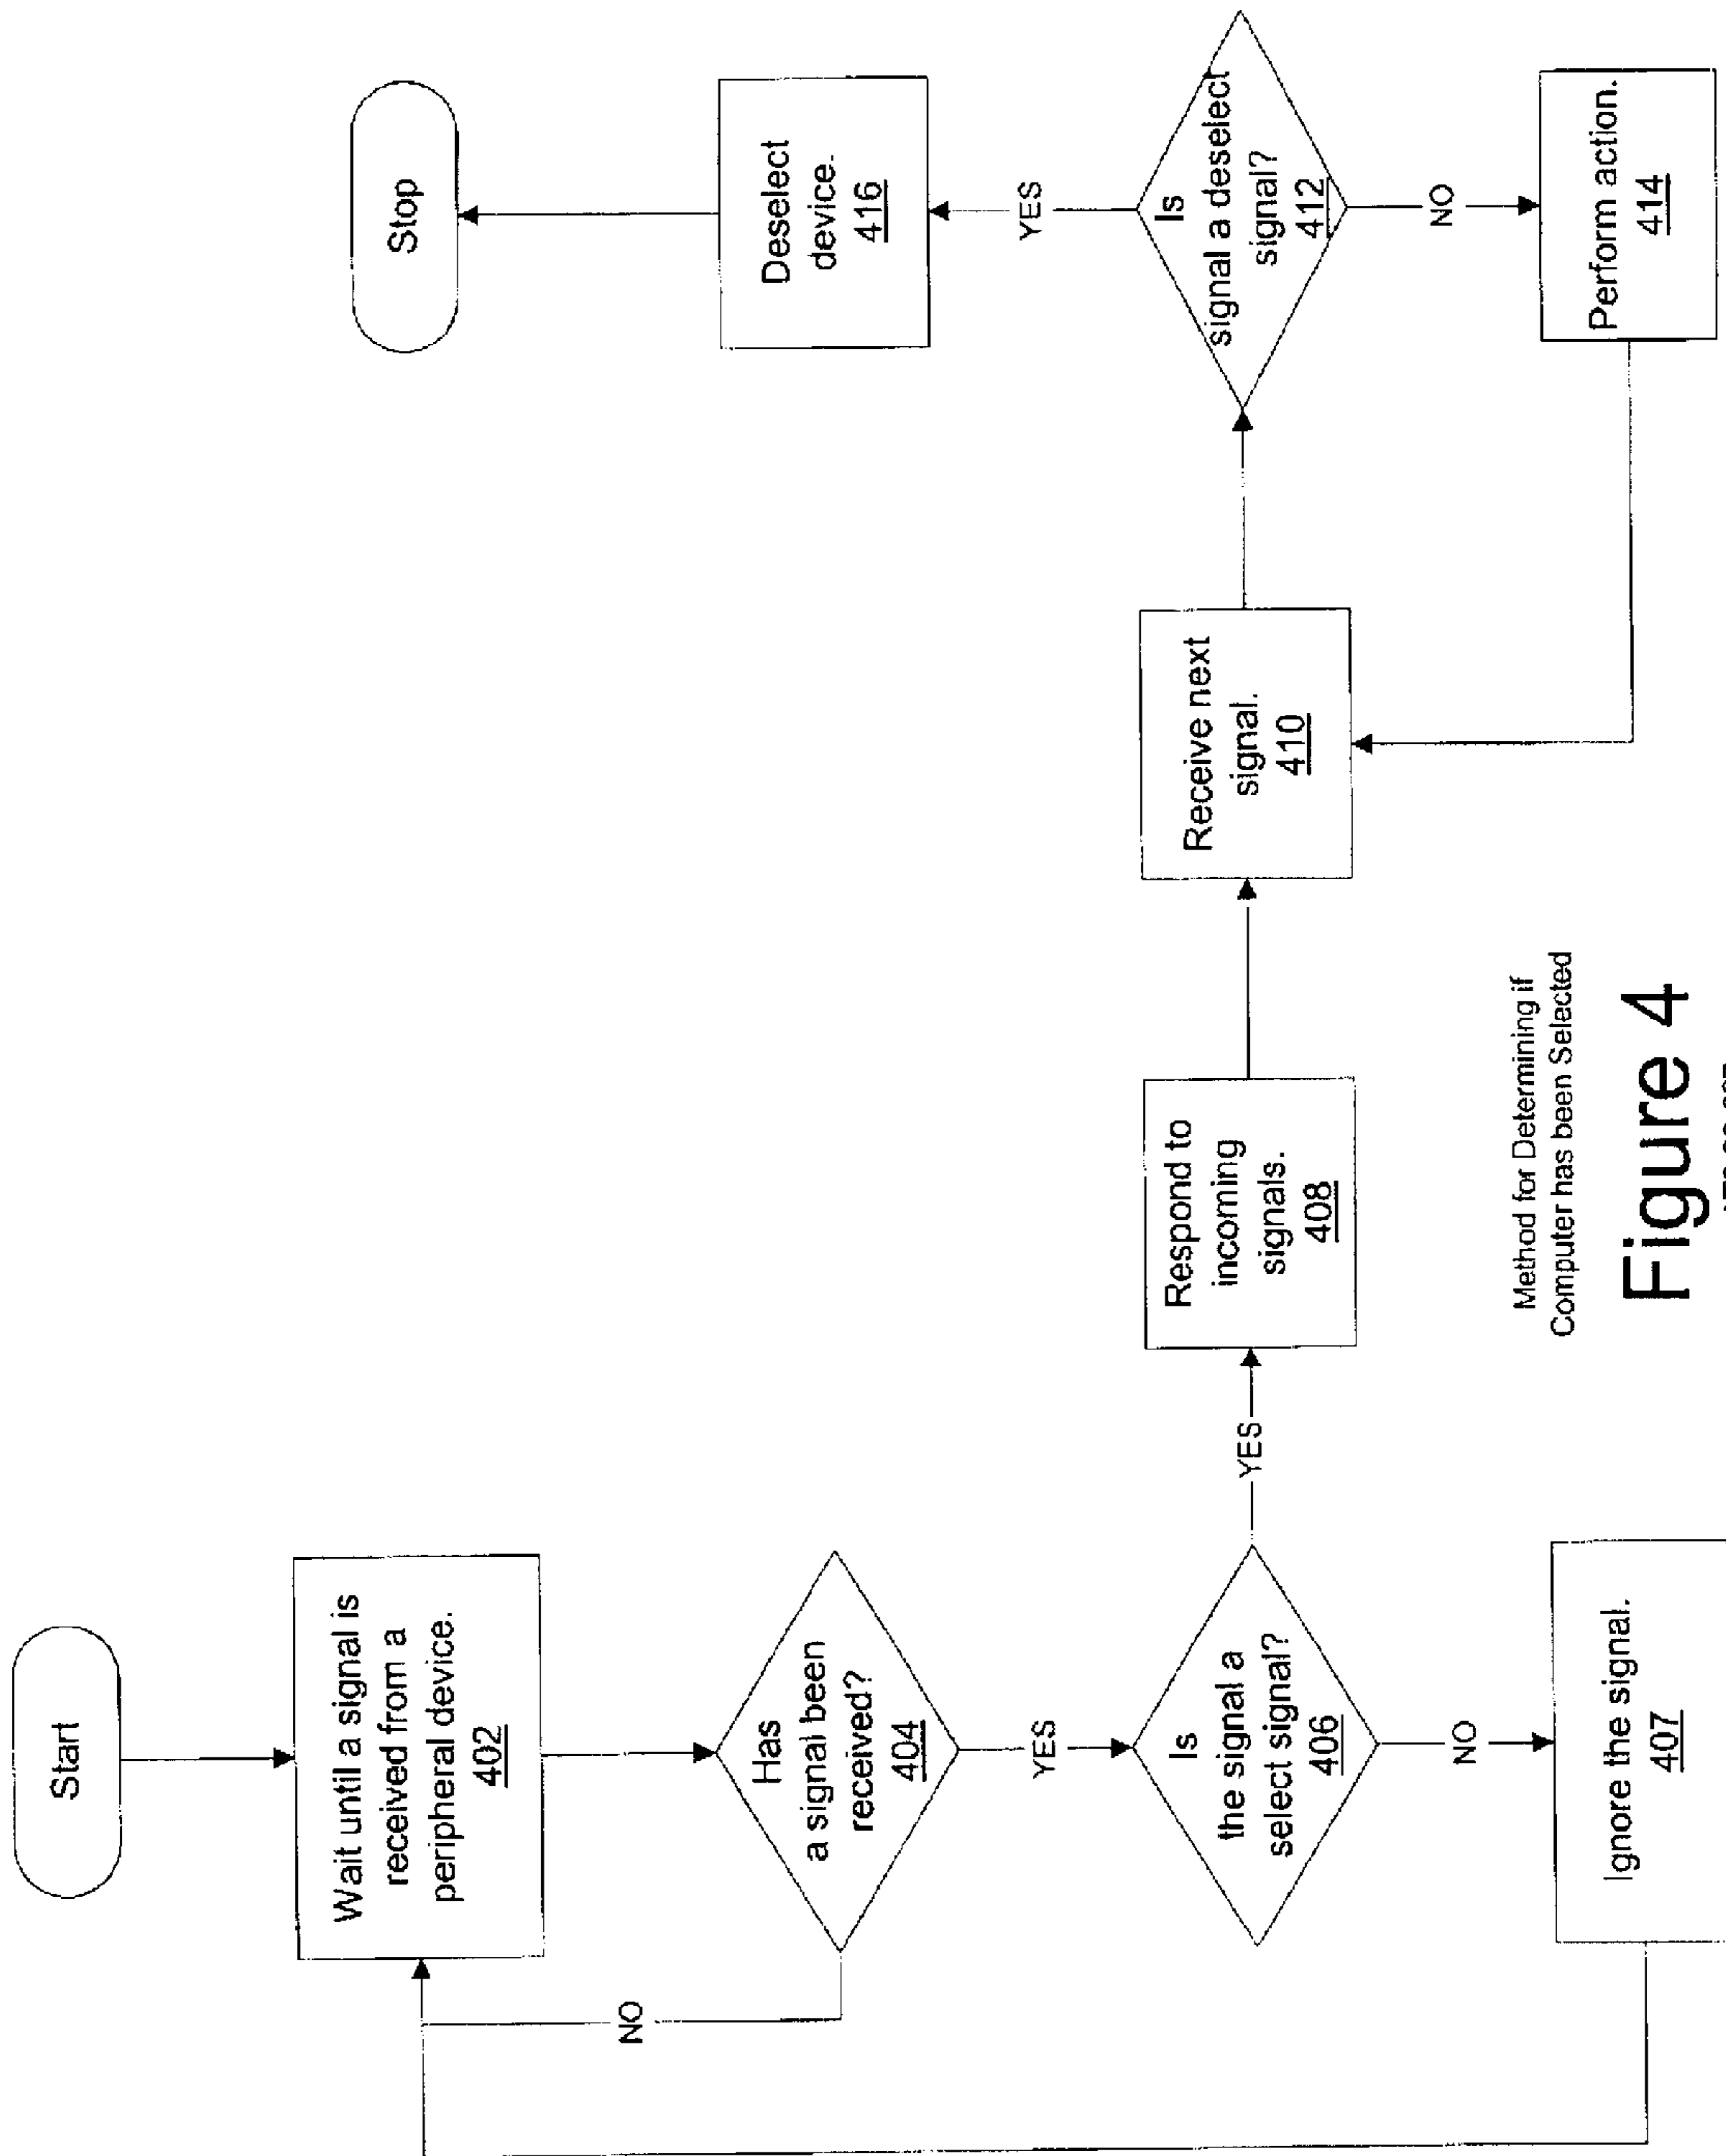 Start
Wait until a signal is
received from a
peripheral device.
402
Has
a signal been
received?
404
NO
YES
Is
the signal a
select signal?
406
NO
Ignore the signal.
407
YES
Respond to
incoming
signals.
408
Receive next
signal.
410
Is
signal a deselect
signal?
412
NO
Perform action.
414
YES
Deselect
device.
416
Stop
Method for Determining if
Computer has been Selected
Figure 4